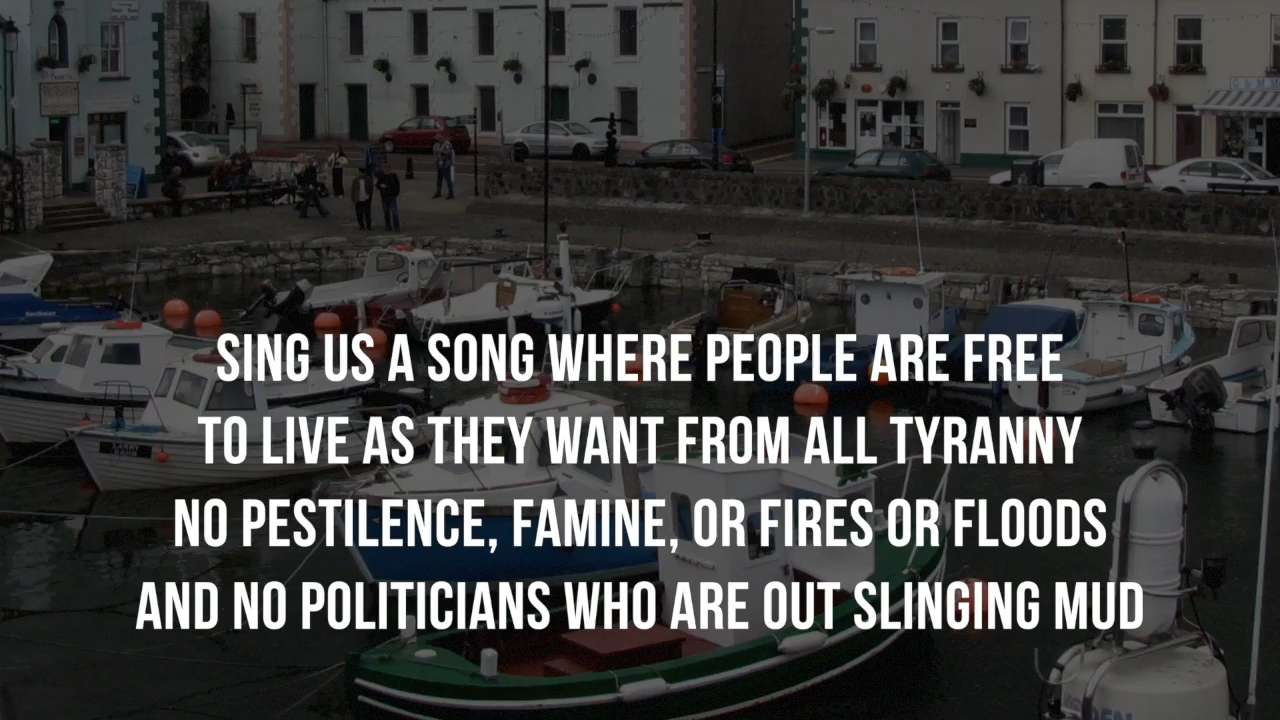 SING US A SONG WHERE PEOPLE ARE FREE
TO LIVE AS THEY WANT FROM ALL TYRANNY
NO PESTILENCE, FAMINE, OR FIRES OR FLOODS
AND NO POLITICIANS WHO ARE OUT SLINGING MUD